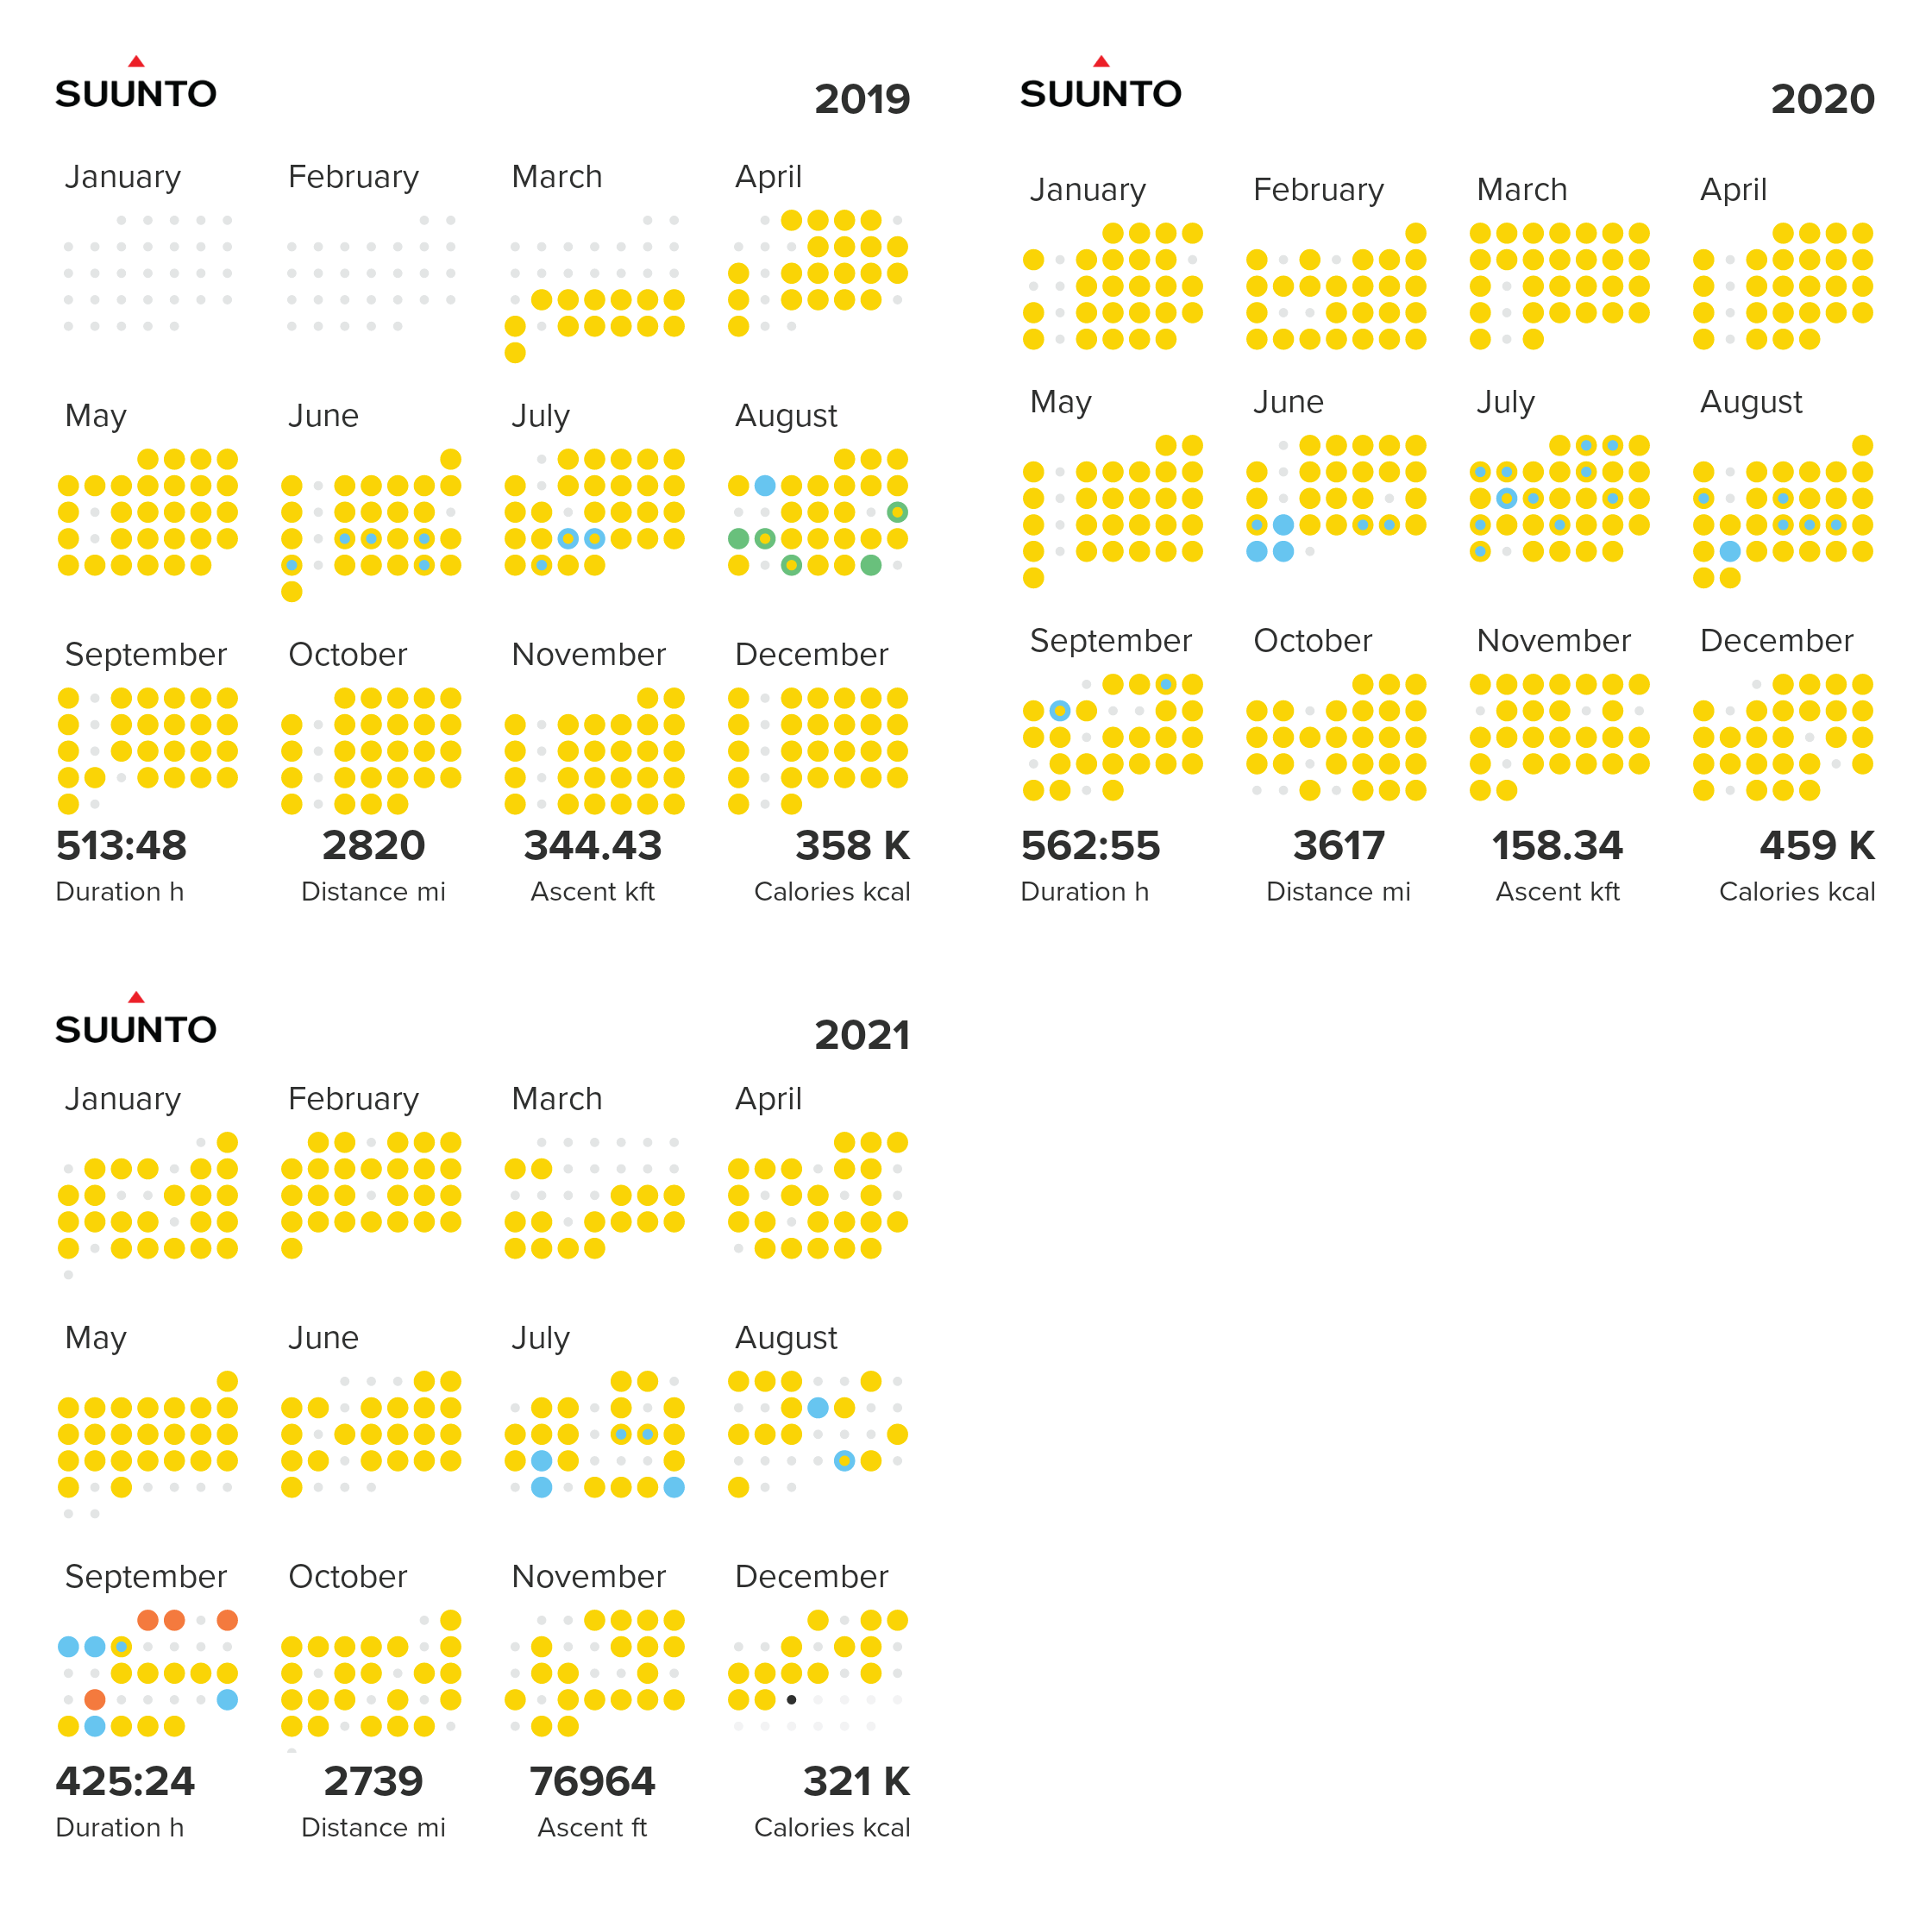 SUUNTO
2019
January February March April
May June July August
September October November December
513:48 2820 344.43 358 K
Duration h Distance mi Ascent kft Calories kcal
SUUNTO
2020
January February March April
May June July August
September October November December
562:55 3617 158.34 459 K
Duration h Distance mi Ascent kft Calories kcal
SUUNTO
2021
January February March April
May June July August
September October November December
425:24 2739 76964 321 K
Duration h Distance mi Ascent ft Calories kcal